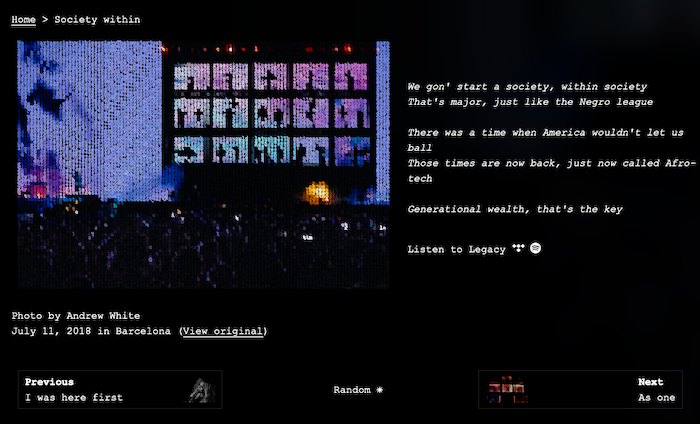 Home > Society within
We gon' start a society, within society
That's major, just like the Negro league
There was a time when America wouldn't let us
ball
Those times are now back, just now called Afro-
tech
Generational wealth, that's the key
Listen to Legacy
Photo by Andrew White
July 11, 2018 in Barcelona (View original)
Previous
I was here first
Random ✷
Next
As one